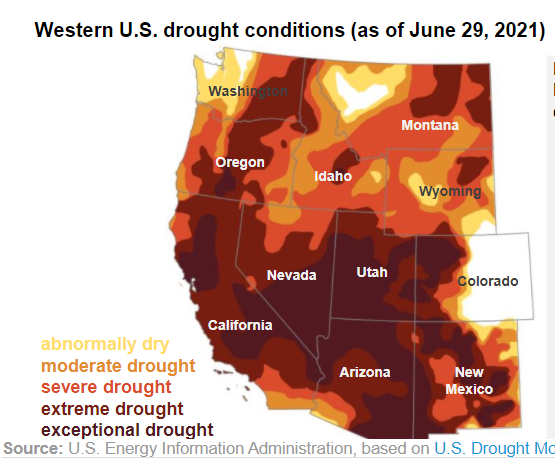 Western U.S. drought conditions (as of June 29, 2021)
Washington
Montana
Oregon
Idaho
Wyoming
Nevada
Utah
Colorado
California
Arizona
New
Mexico
abnormally dry
moderate drought
severe drought
extreme drought
exceptional drought
Source: U.S. Energy Information Administration, based on U.S. Drought Mo